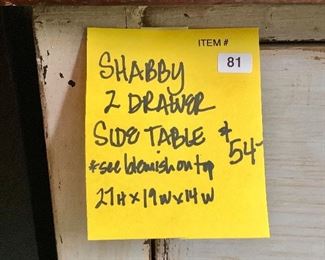 ITEM #
81
SHABBY
2 DRAWER
SIDE TABLE $54-
*see blemish on top
27H x 19W x 14W